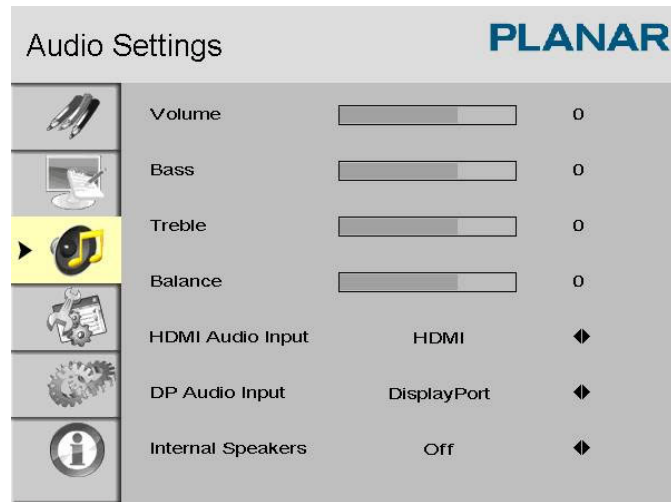 Audio Settings
PLANAR
Volume 0
Bass 0
Treble 0
Balance 0
HDMI Audio Input HDMI
DP Audio Input DisplayPort
Internal Speakers Off